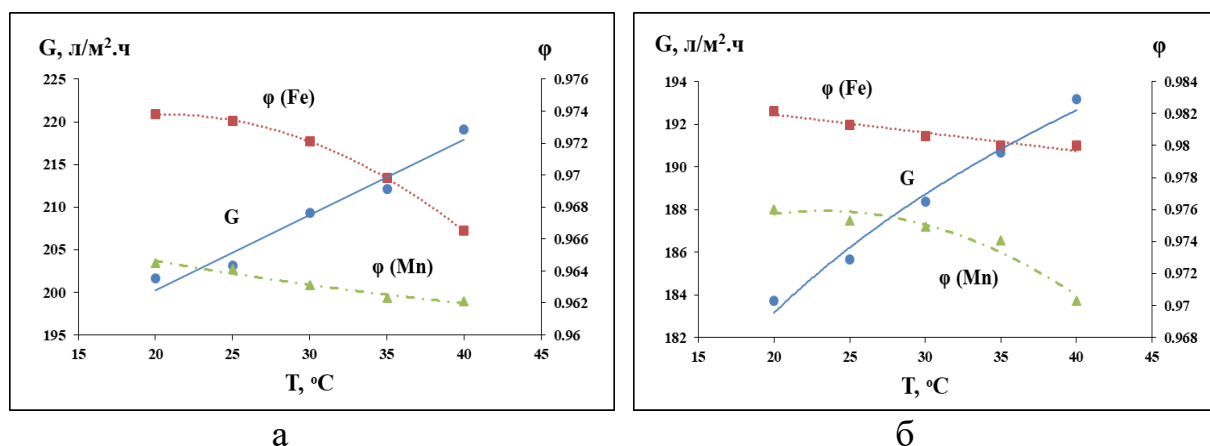 G, л/м².ч φ
225 0.976
220 φ (Fe) 0.974
215 0.972
210 0.97
205 G 0.968
200 φ (Mn) 0.966
195 0.964
0.962
0.96
15 20 25 30 35 40 45
T, °C
а
G, л/м².ч φ
194 0.984
192 φ (Fe) 0.982
190 0.98
188 G 0.978
186 0.976
184 φ (Mn) 0.974
182 0.972
0.97
0.968
15 20 25 30 35 40 45
T, °C
б